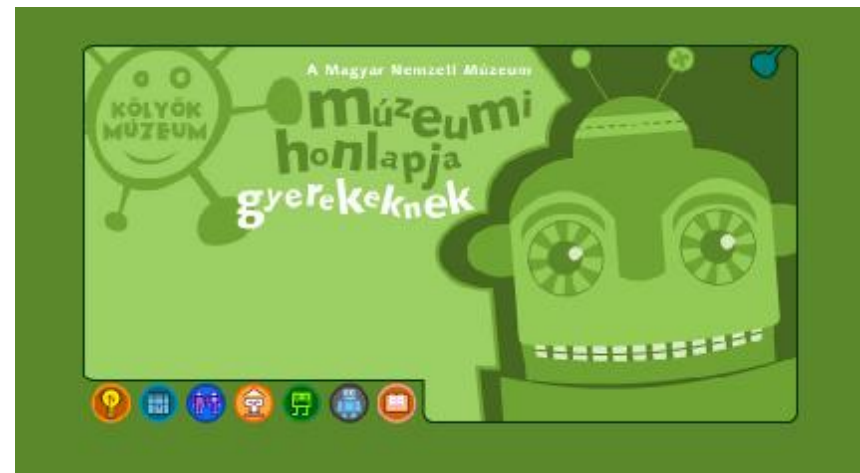 KÖLYÖK
MÚZEUM
A Magyar Nemzeti Múzeum
múzeumi
honlapja
gyerekeknek